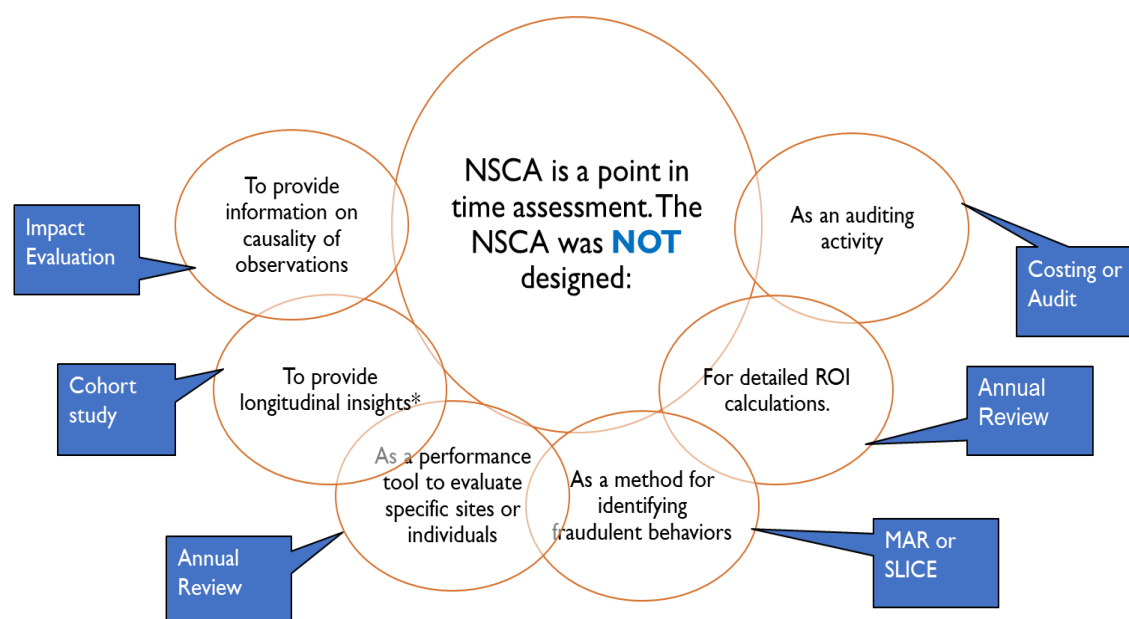 NSCA is a point in
time assessment. The
NSCA was NOT
designed:
To provide
information on
causality of
observations
Impact
Evaluation
To provide
longitudinal insights*
Cohort
study
As a performance
tool to evaluate
specific sites or
individuals
Annual
Review
As a method for
identifying
fraudulent behaviors
MAR or
SLICE
For detailed ROI
calculations.
Annual
Review
As an auditing
activity
Costing or
Audit